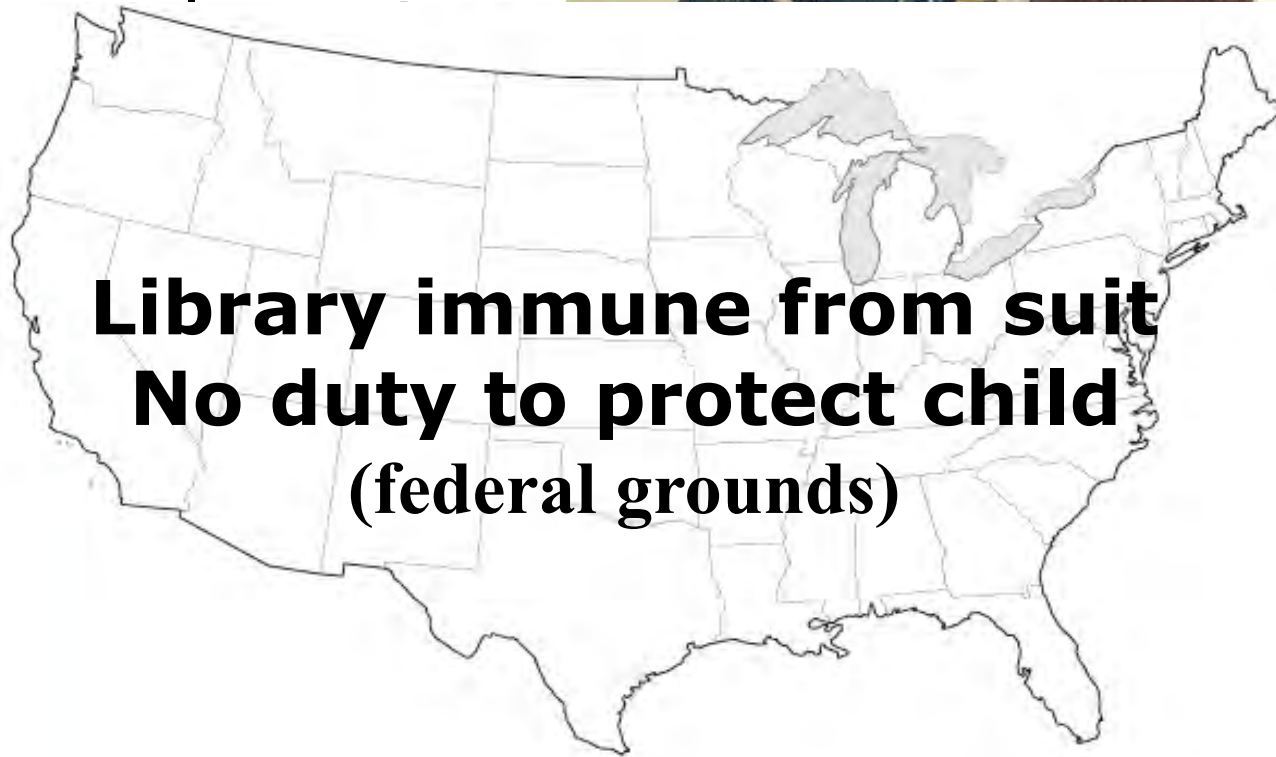 Library immune from suit
No duty to protect child
(federal grounds)